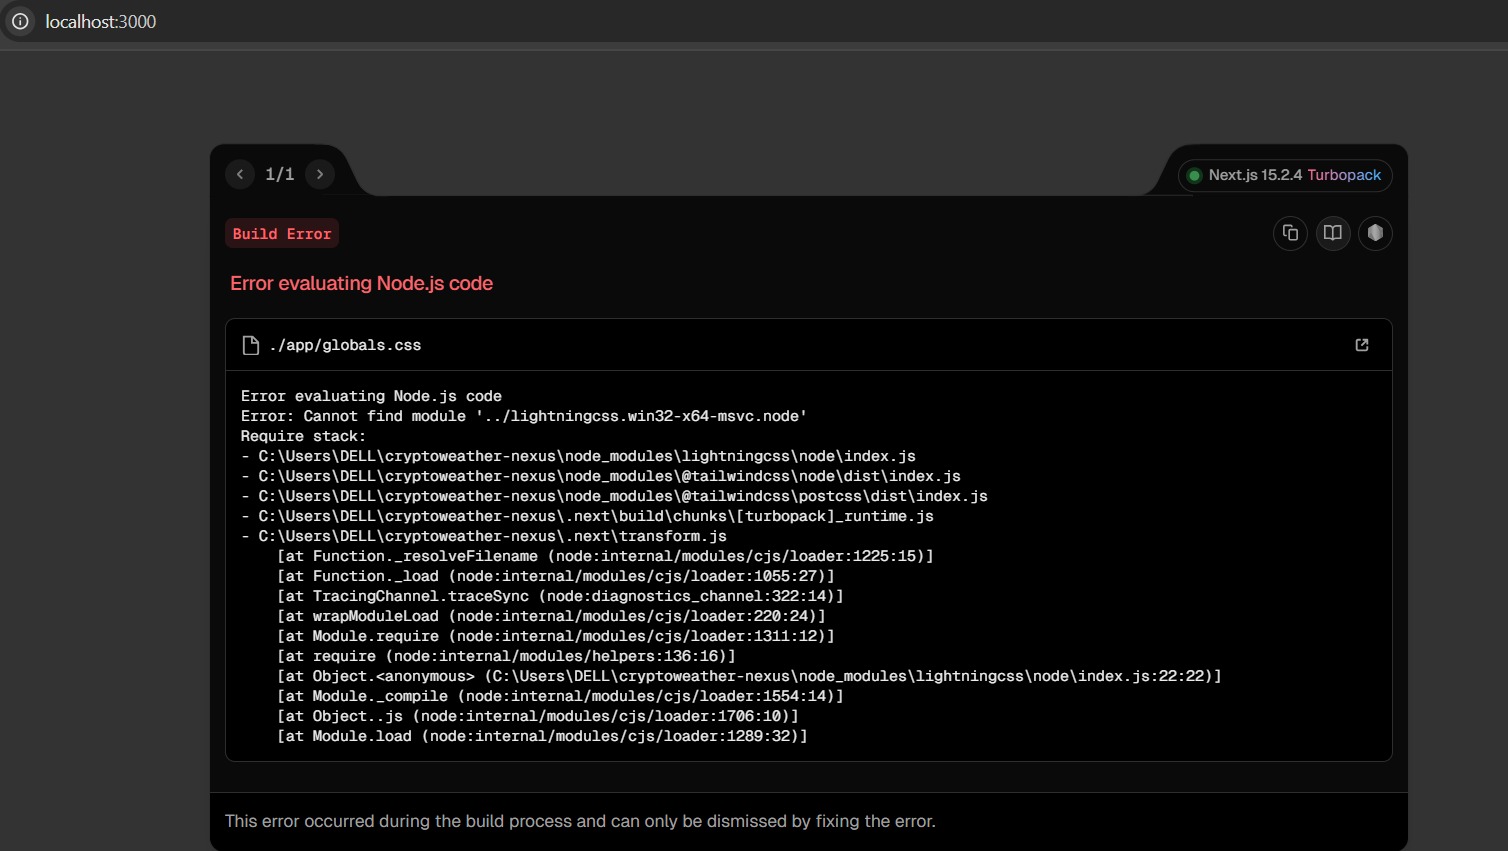 localhost:3000
1/1
Next.js 15.2.4 Turbopack
Build Error
Error evaluating Node.js code
./app/globals.css
Error evaluating Node.js code
Error: Cannot find module '../lightningcss.win32-x64-msvc.node'
Require stack:
- C:\Users\DELL\cryptoweather-nexus\node_modules\lightningcss\node\index.js
- C:\Users\DELL\cryptoweather-nexus\node_modules\@tailwindcss\node\dist\index.js
- C:\Users\DELL\cryptoweather-nexus\node_modules\@tailwindcss\postcss\dist\index.js
- C:\Users\DELL\cryptoweather-nexus\.next\build\chunks\[turbopack]_runtime.js
- C:\Users\DELL\cryptoweather-nexus\.next\transform.js
    [at Function._resolveFilename (node:internal/modules/cjs/loader:1225:15)]
    [at Function._load (node:internal/modules/cjs/loader:1055:27)]
    [at TracingChannel.traceSync (node:diagnostics_channel:322:14)]
    [at wrapModuleLoad (node:internal/modules/cjs/loader:220:24)]
    [at Module.require (node:internal/modules/cjs/loader:1311:12)]
    [at require (node:internal/modules/helpers:136:16)]
    [at Object.<anonymous> (C:\Users\DELL\cryptoweather-nexus\node_modules\lightningcss\node\index.js:22:22)]
    [at Module._compile (node:internal/modules/cjs/loader:1554:14)]
    [at Object..js (node:internal/modules/cjs/loader:1706:10)]
    [at Module.load (node:internal/modules/cjs/loader:1289:32)]
This error occurred during the build process and can only be dismissed by fixing the error.